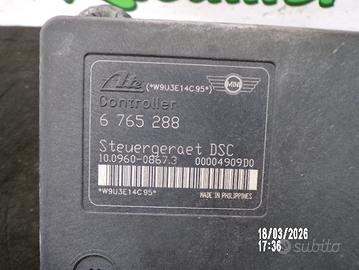 Ate (*W9U3E14C95*) MINI
Controller
6 765 288
Steuergeraet DSC
10.0960-0867.3 00004909D0
*W9U3E14C95* MADE IN PHILIPPINES
18/03/2026
17:36 subito